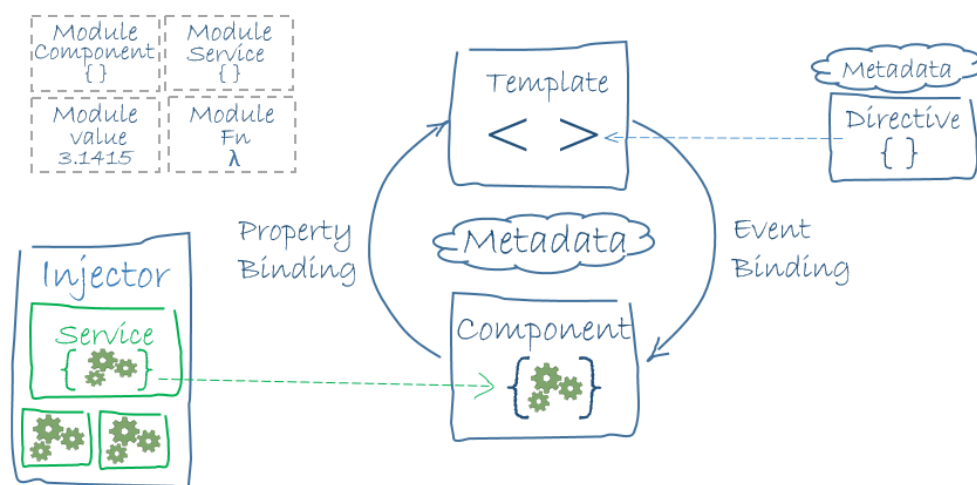 Module
Component
{ }
Module
Service
{ }
Module
value
3.1415
Module
Fn
λ
Template
< >
Metadata
Directive
{ }
Property
Binding
Metadata
Event
Binding
Injector
Service
{ }
Component
{ }